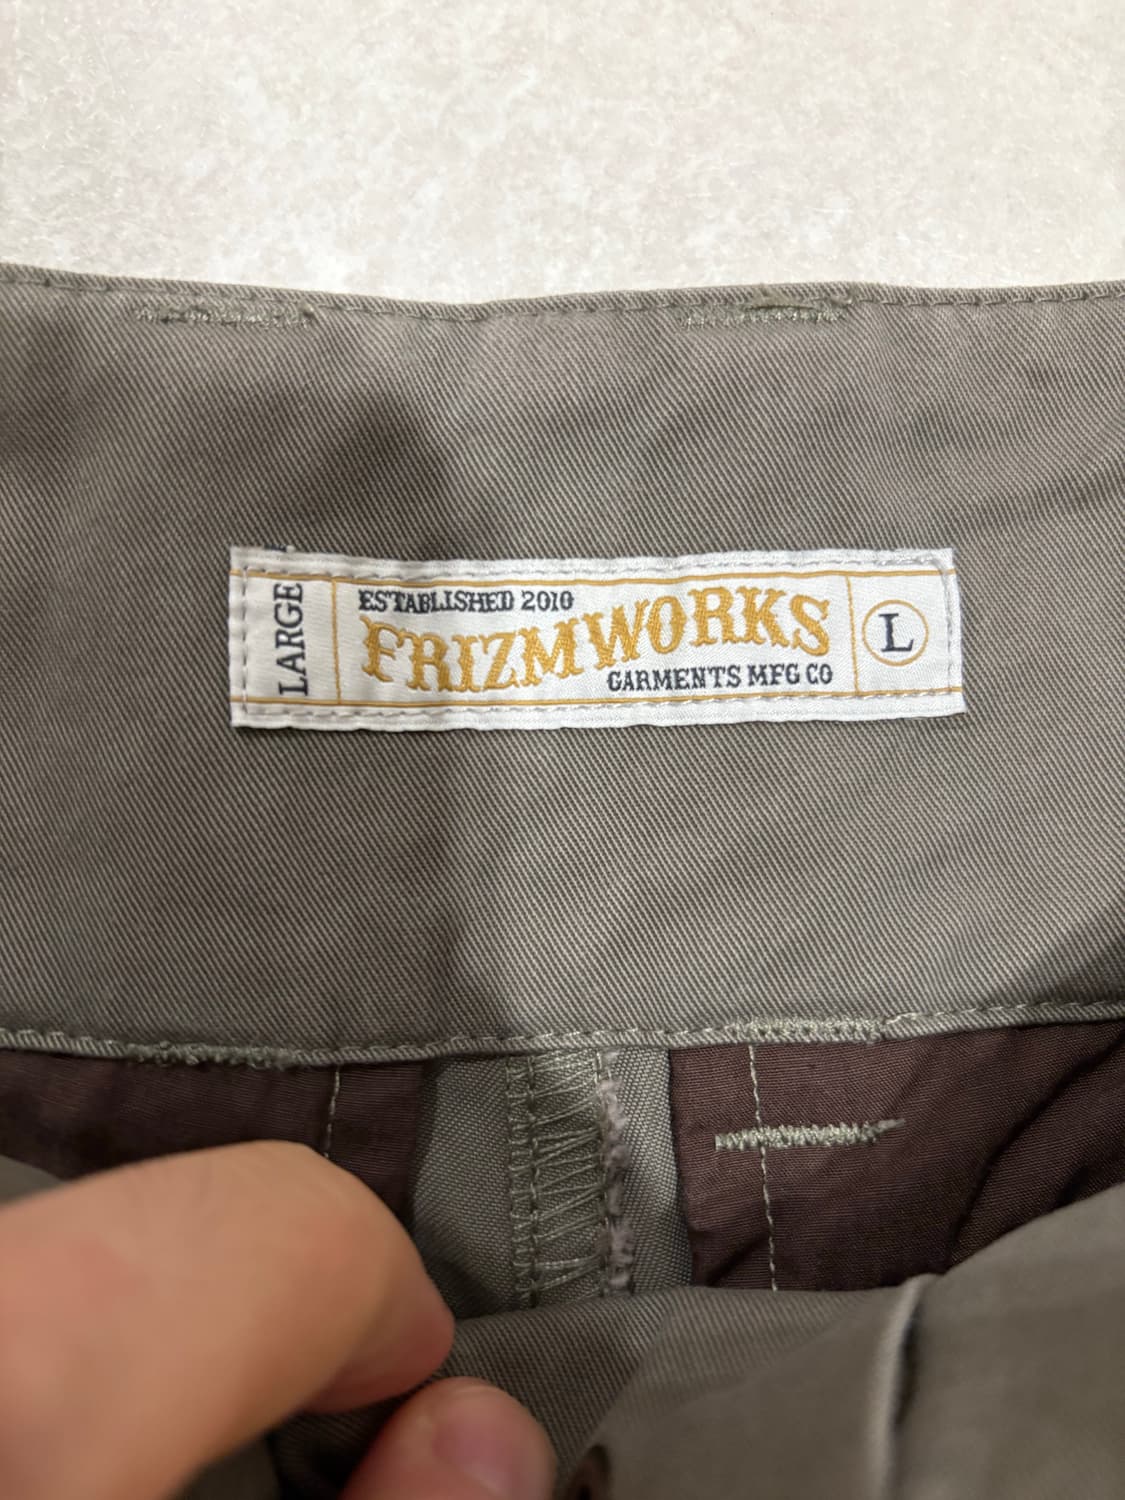 LARGE
ESTABLISHED 2010
FRIZMWORKS
GARMENTS MFG CO
L